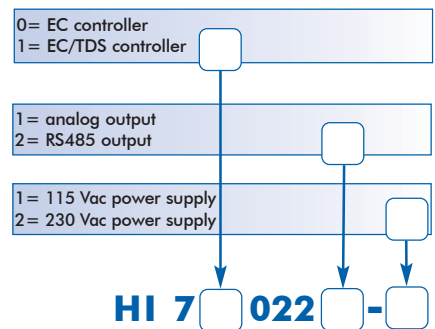 0= EC controller
1= EC/TDS controller
1= analog output
2= RS485 output
1= 115 Vac power supply
2= 230 Vac power supply
HI 7 022 -